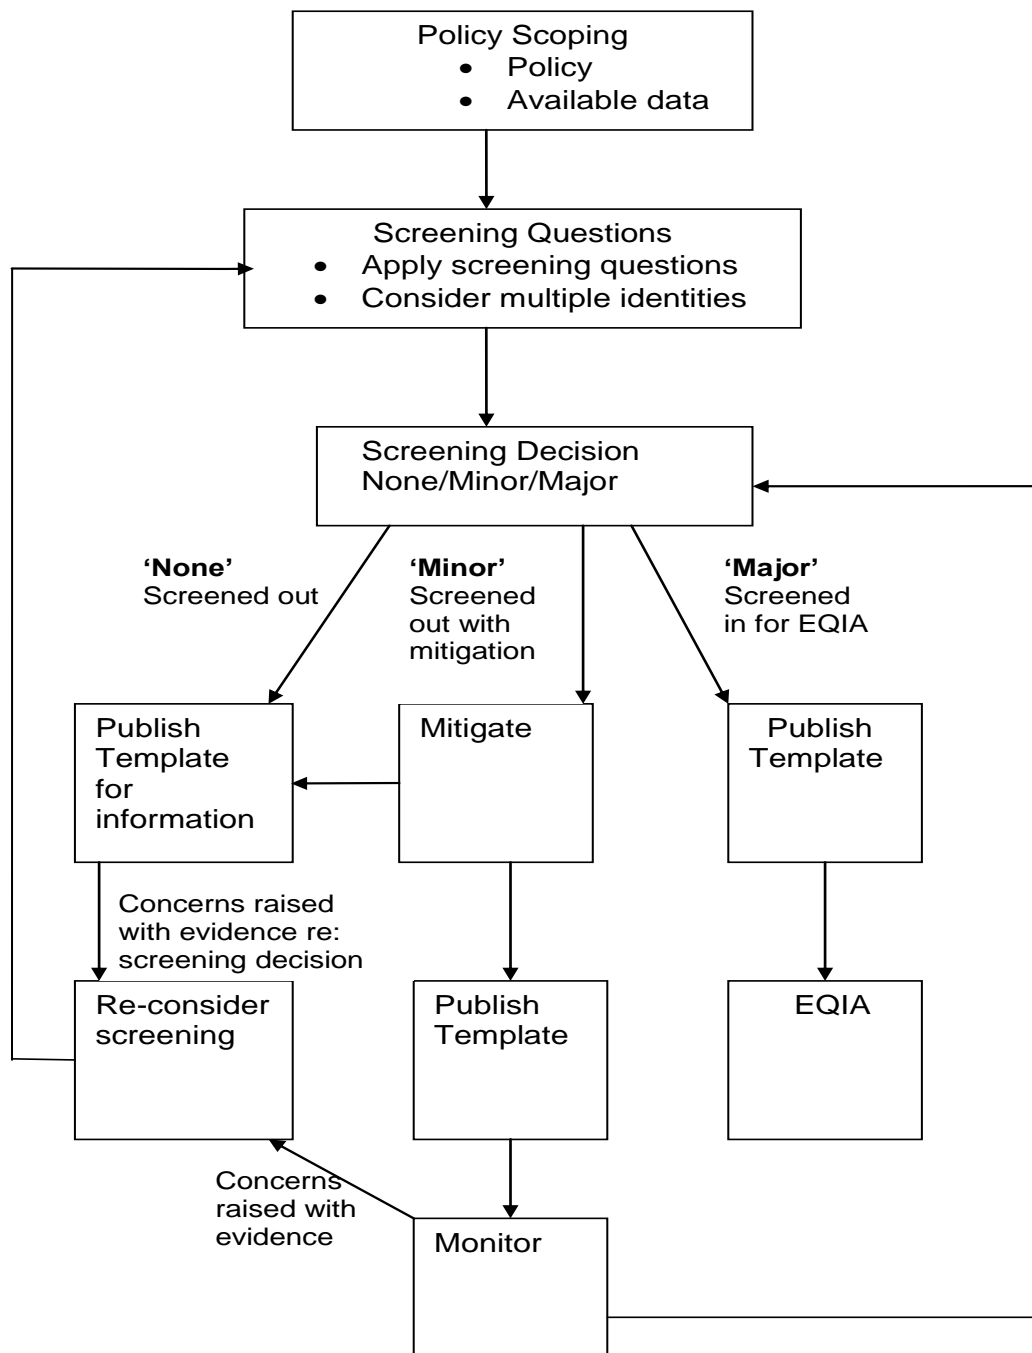 Policy Scoping
• Policy
• Available data
Screening Questions
• Apply screening questions
• Consider multiple identities
Screening Decision
None/Minor/Major
‘None’
Screened out
‘Minor’
Screened
out with
mitigation
‘Major’
Screened
in for EQIA
Publish
Template
for
information
Mitigate
Publish
Template
Concerns raised
with evidence re:
screening decision
Re-consider
screening
Publish
Template
EQIA
Concerns
raised with
evidence
Monitor